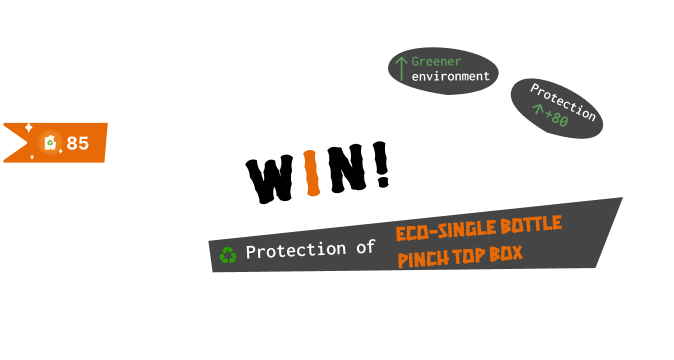 Greener
environment
Protection
+80
85
WIN!
Protection of
ECO-SINGLE BOTTLE
PINCH TOP BOX